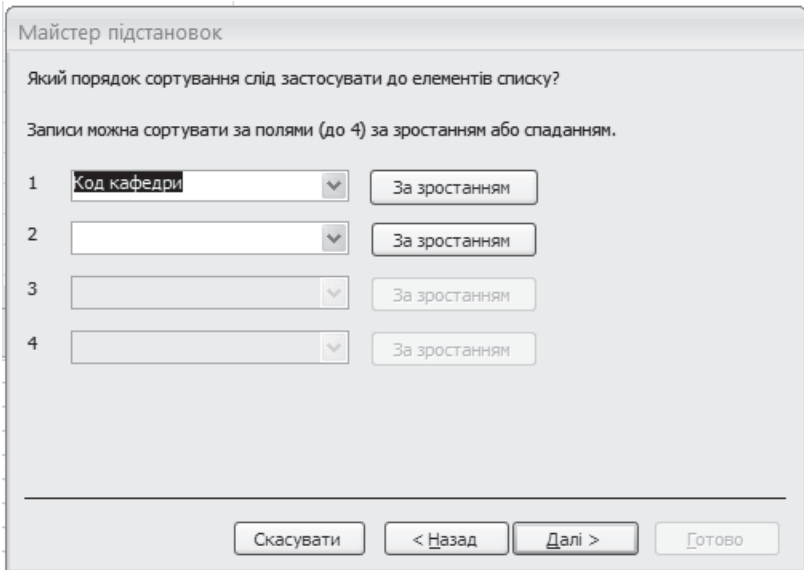 Майстер підстановок
Який порядок сортування слід застосувати до елементів списку?
Записи можна сортувати за полями (до 4) за зростанням або спаданням.
1 Код кафедри За зростанням
2 За зростанням
3 За зростанням
4 За зростанням
Скасувати < Назад Далі > Готово